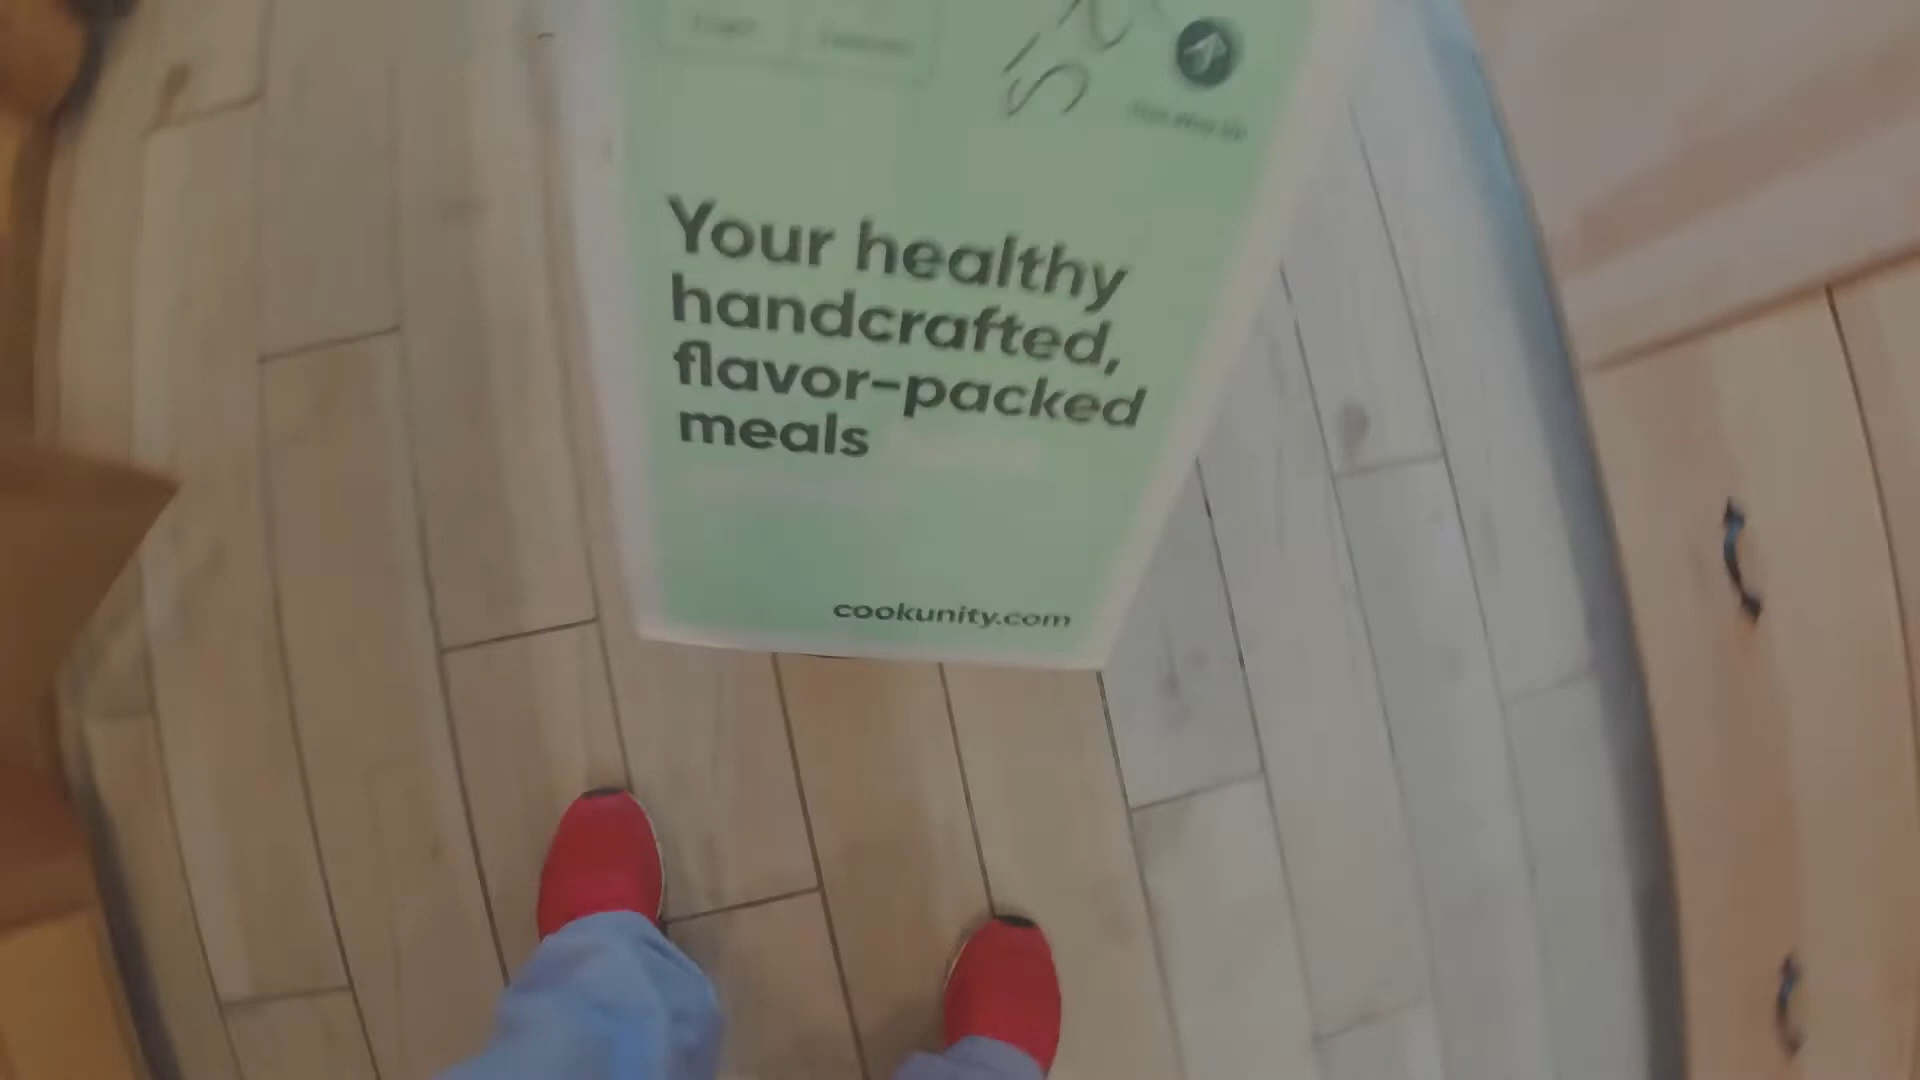 Your healthy
handcrafted,
flavor-packed
meals
cookunity.com